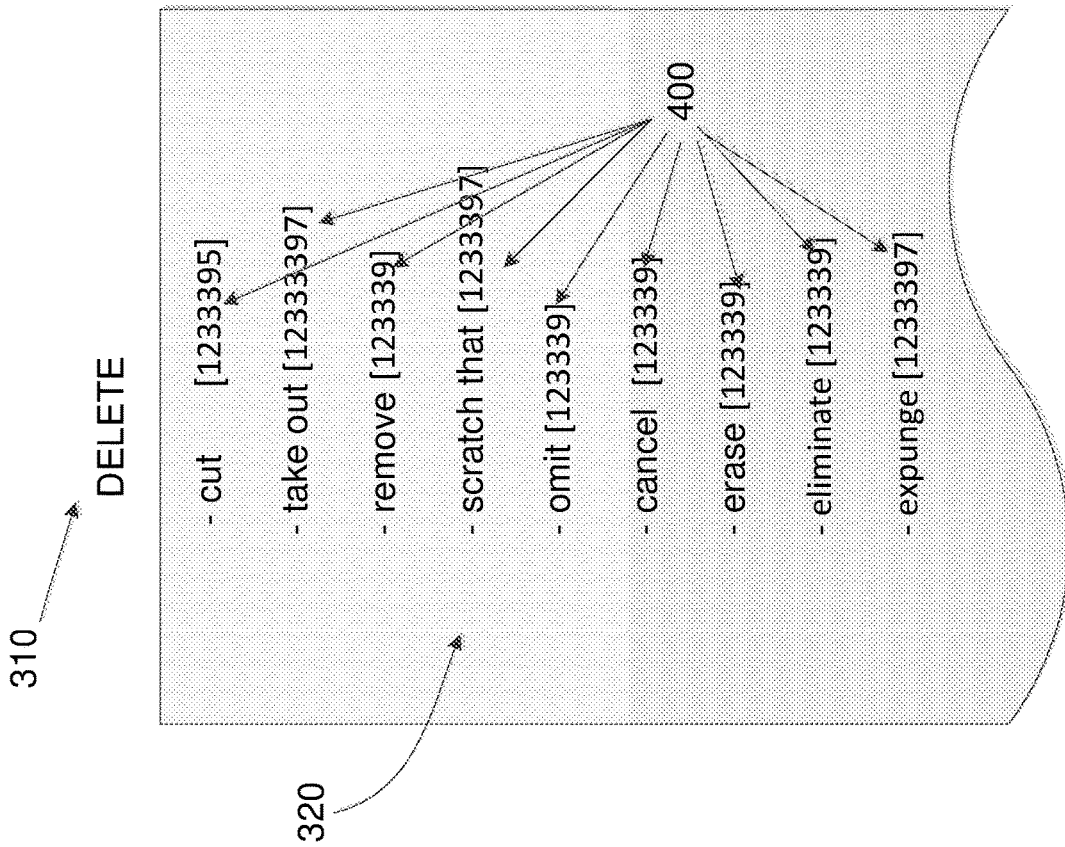 310
DELETE
320
- cut [1233395]
- take out [1233397]
- remove [123339]
- scratch that [1233397]
- omit [123339]
- cancel [123339]
- erase [123339]
- eliminate [123339]
- expunge [1233397]
400